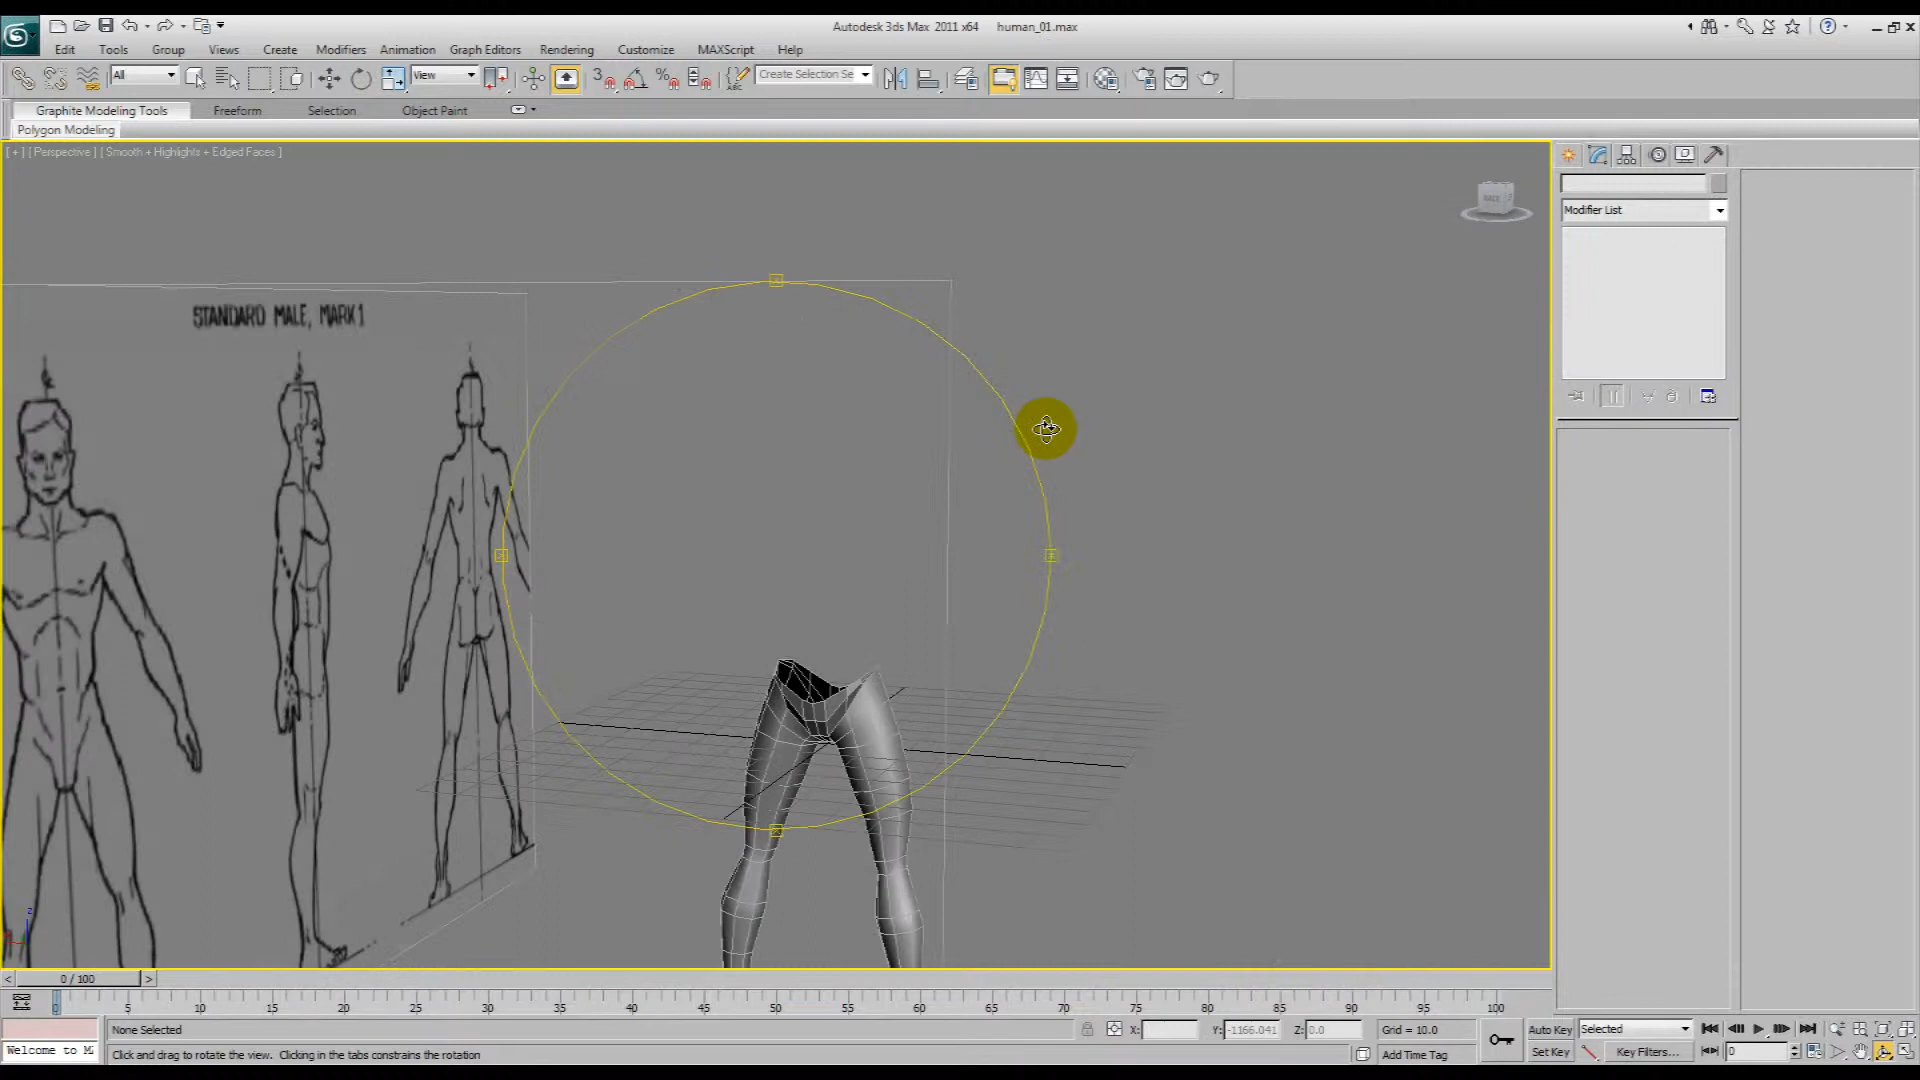 Autodesk 3ds Max 2011 x64 human_01.max
Edit Tools Group Views Create Modifiers Animation Graph Editors Rendering Customize MAXScript Help
All View 3 Create Selection Se
Graphite Modeling Tools Freeform Selection Object Paint
Polygon Modeling
[ + ] [ Perspective ] [ Smooth + Highlights + Edged Faces ]
BACK
Modifier List
STANDARD MALE, MARK 1
z
< 0 / 100 >
5 10 15 20 25 30 35 40 45 50 55 60 65 70 75 80 85 90 95 100
None Selected X: Y: -1166.041 Z: 0.0 Grid = 10.0 Auto Key Selected
Welcome to M Click and drag to rotate the view. Clicking in the tabs constrains the rotation Add Time Tag Set Key Key Filters... 0